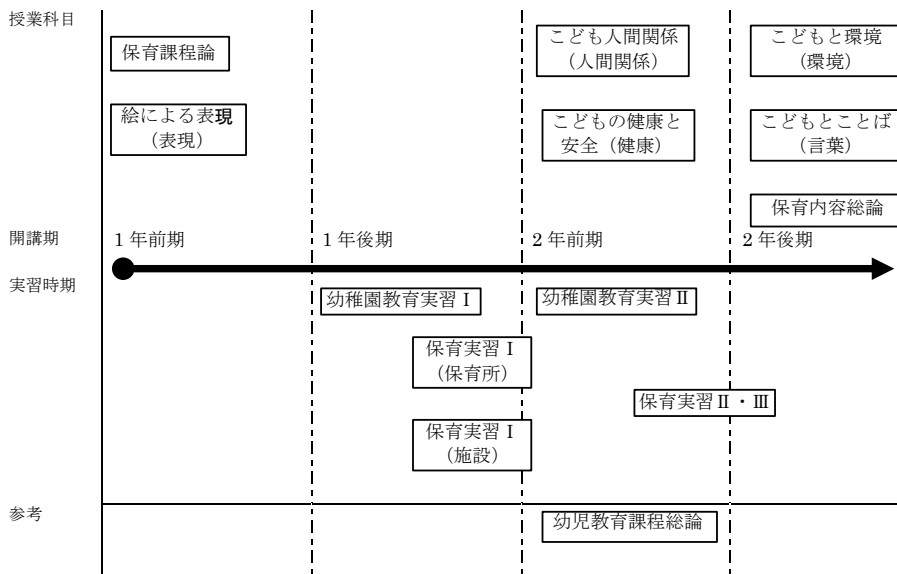 授業科目
保育課程論
こども人間関係
（人間関係）
こどもと環境
（環境）
絵による表現
（表現）
こどもの健康と
安全（健康）
こどもとことば
（言葉）
保育内容総論
開講期
1 年前期
1 年後期
2 年前期
2 年後期
実習時期
幼稚園教育実習Ⅰ
幼稚園教育実習Ⅱ
保育実習Ⅰ
（保育所）
保育実習Ⅱ・Ⅲ
保育実習Ⅰ
（施設）
参考
幼児教育課程総論